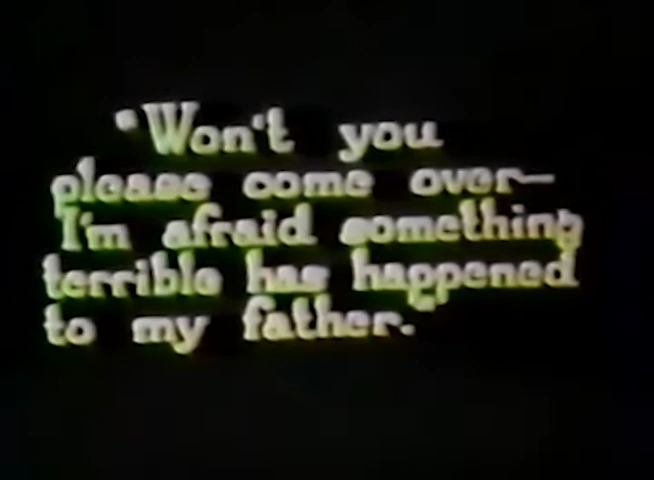 "Won't you
please come over—
I'm afraid something
terrible has happened
to my father."